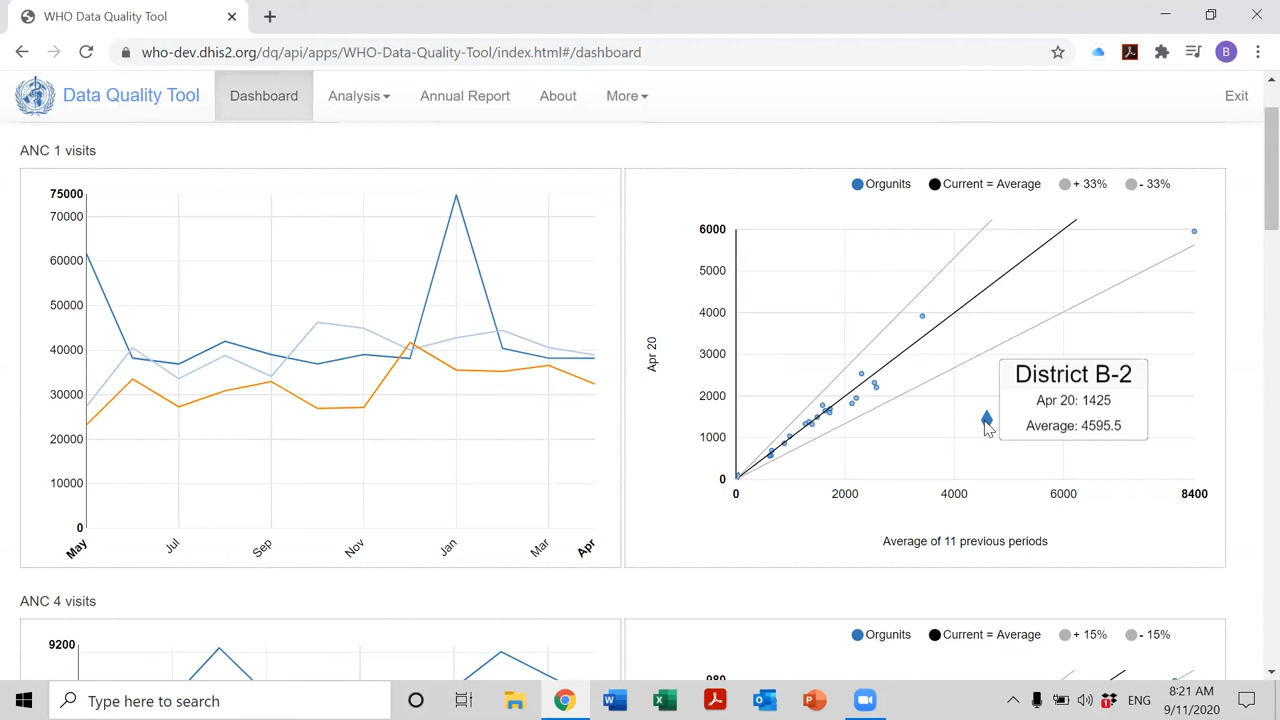 WHO Data Quality Tool
who-dev.dhis2.org/dq/api/apps/WHO-Data-Quality-Tool/index.html#/dashboard
B
Data Quality Tool
Dashboard
Analysis
Annual Report
About
More
Exit
ANC 1 visits
75000
70000
60000
50000
40000
30000
20000
10000
0
May
Jul
Sep
Nov
Jan
Mar
Apr
Orgunits
Current = Average
+ 33%
- 33%
6000
5000
4000
3000
2000
1000
0
Apr 20
District B-2
Apr 20: 1425
Average: 4595.5
0
2000
4000
6000
8400
Average of 11 previous periods
ANC 4 visits
9200
Orgunits
Current = Average
+ 15%
- 15%
Type here to search
ENG
8:21 AM
9/11/2020